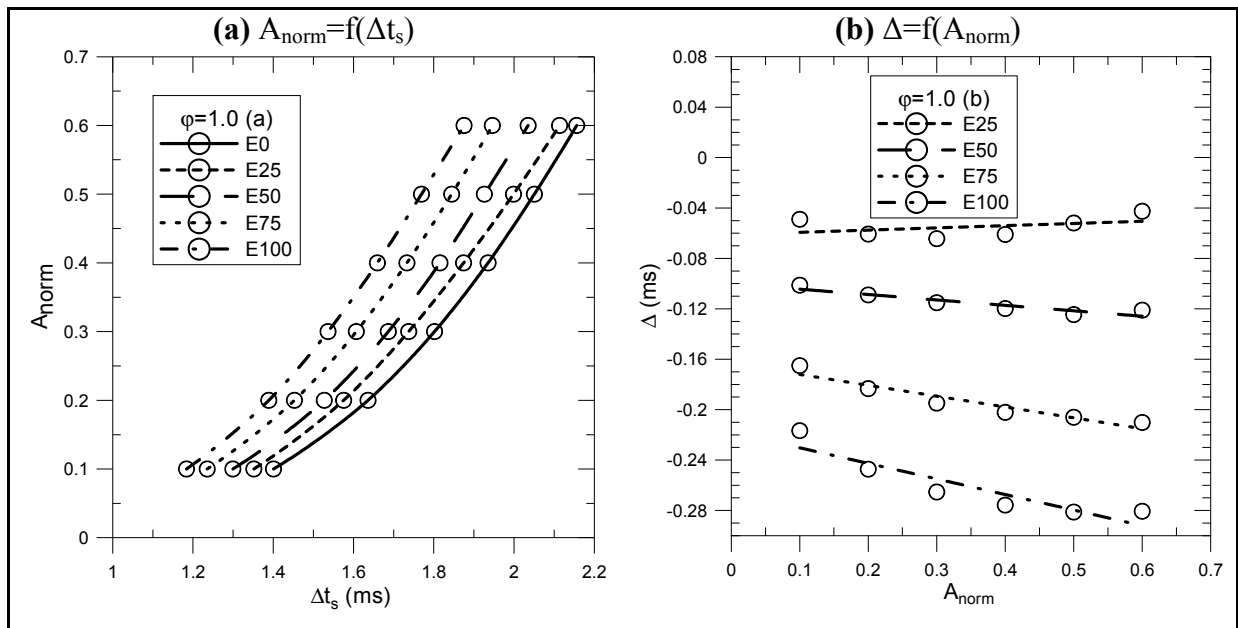 (a) Anorm=f(Δts)
(b) Δ=f(Anorm)
0.7
0.6
0.5
0.4
0.3
0.2
0.1
0
Anorm
φ=1.0 (a)
E0
E25
E50
E75
E100
1
1.2
1.4
1.6
1.8
2
2.2
Δts (ms)
0.08
0.04
0
-0.04
-0.08
-0.12
-0.16
-0.2
-0.24
-0.28
Δ (ms)
φ=1.0 (b)
E25
E50
E75
E100
0
0.1
0.2
0.3
0.4
0.5
0.6
0.7
Anorm